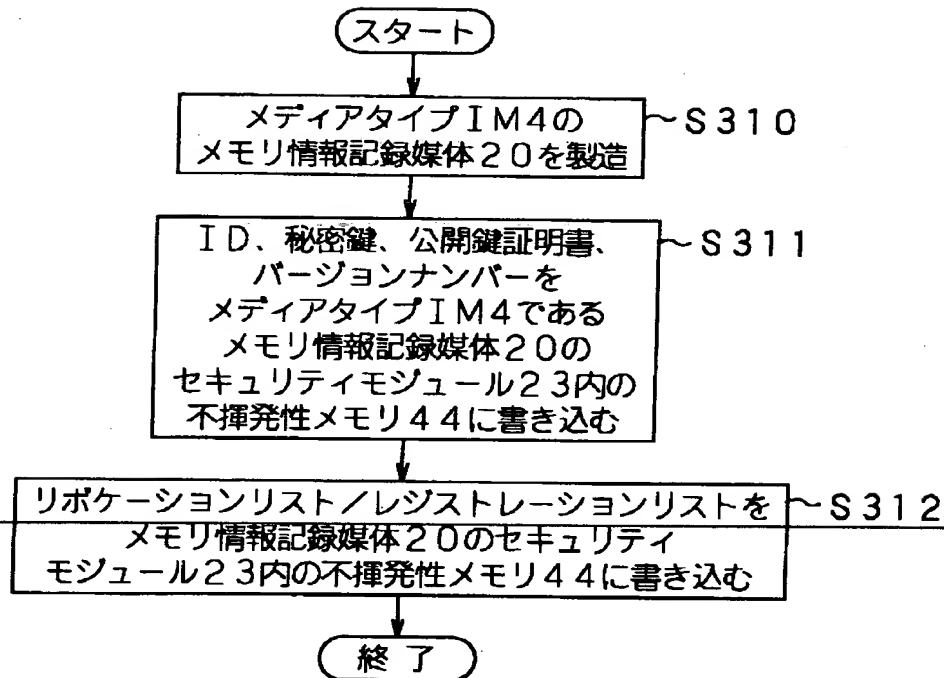 スタート
メディアタイプIM4の
メモリ情報記録媒体20を製造
~S310
ID、秘密鍵、公開鍵証明書、
バージョンナンバーを
メディアタイプIM4である
メモリ情報記録媒体20の
セキュリティモジュール23内の
不揮発性メモリ44に書き込む
~S311
リボケーションリスト/レジストレーションリストを
メモリ情報記録媒体20のセキュリティ
モジュール23内の不揮発性メモリ44に書き込む
~S312
終了